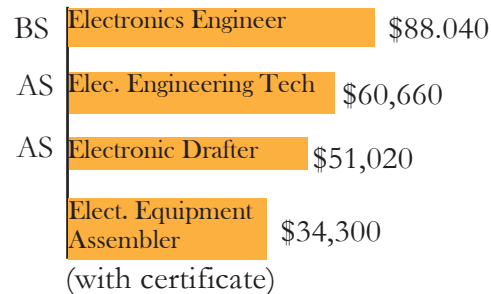 BS Electronics Engineer $88.040
AS Elec. Engineering Tech $60,660
AS Electronic Drafter $51,020
Elect. Equipment
Assembler $34,300
(with certificate)